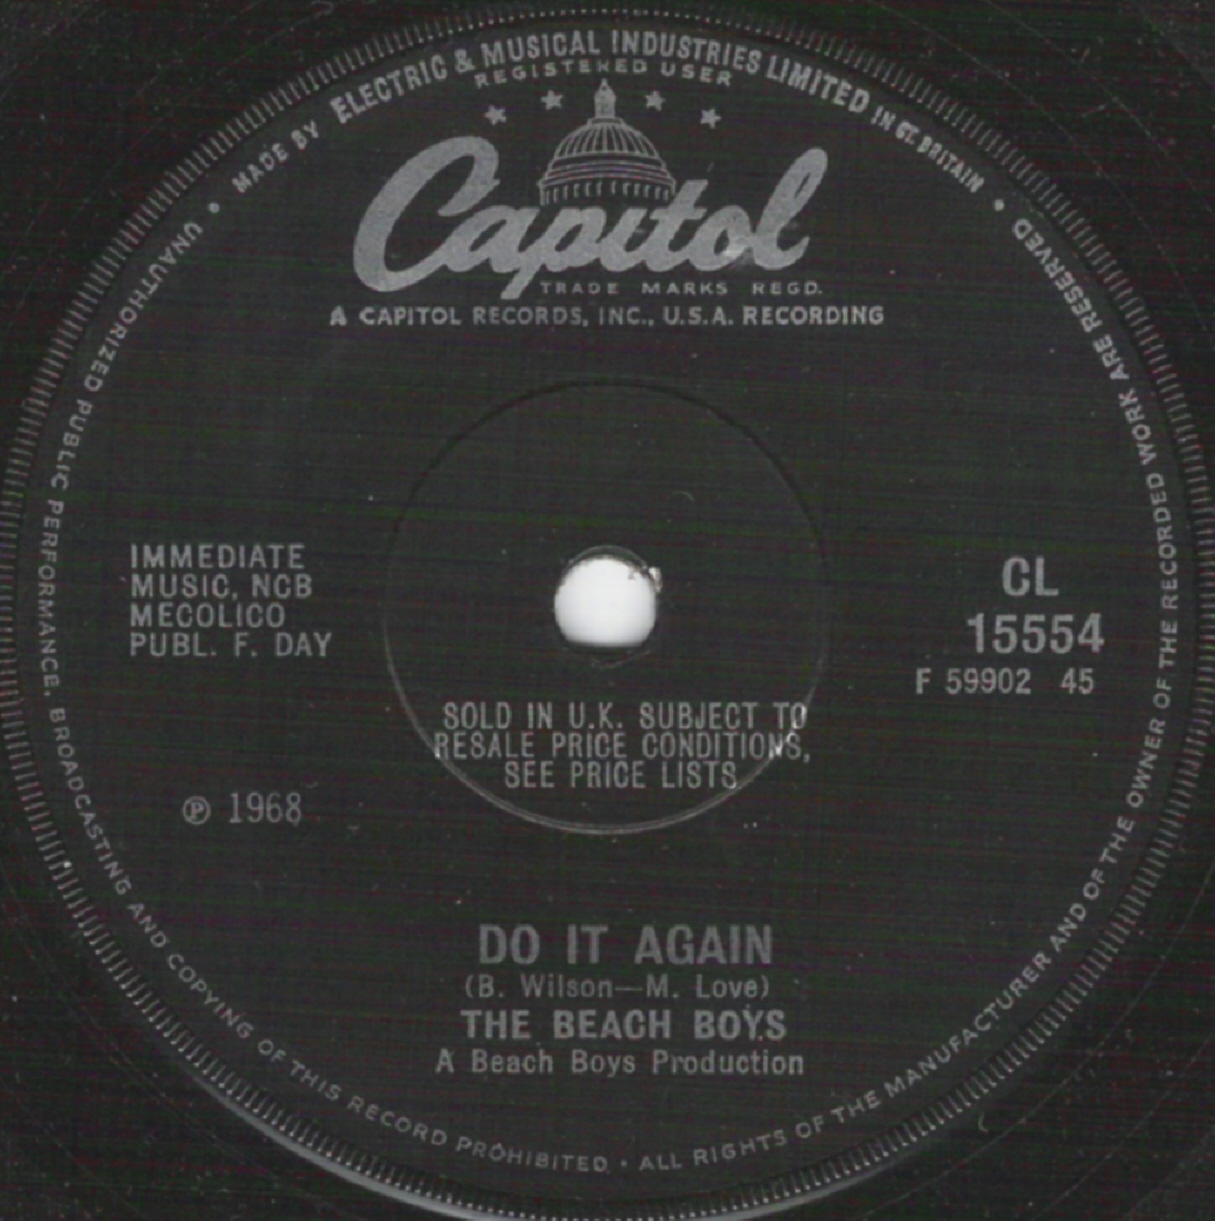 MADE BY ELECTRIC & MUSICAL INDUSTRIES LIMITED IN GT. BRITAIN
REGISTERED USER
Capitol
TRADE MARKS REGD.
A CAPITOL RECORDS, INC., U.S.A. RECORDING
IMMEDIATE
MUSIC, NCB
MECOLICO
PUBL. F. DAY
CL
15554
F 59902 45
SOLD IN U.K. SUBJECT TO
RESALE PRICE CONDITIONS,
SEE PRICE LISTS
℗ 1968
DO IT AGAIN
(B. Wilson—M. Love)
THE BEACH BOYS
A Beach Boys Production
UNAUTHORIZED PUBLIC PERFORMANCE, BROADCASTING AND COPYING OF THIS RECORD PROHIBITED • ALL RIGHTS OF THE MANUFACTURER AND OF THE OWNER OF THE RECORDED WORK ARE RESERVED